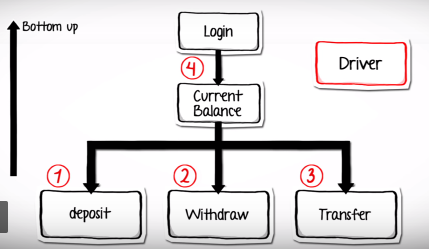 Bottom up
Login
Driver
4
Current
Balance
1
2
3
deposit
Withdraw
Transfer